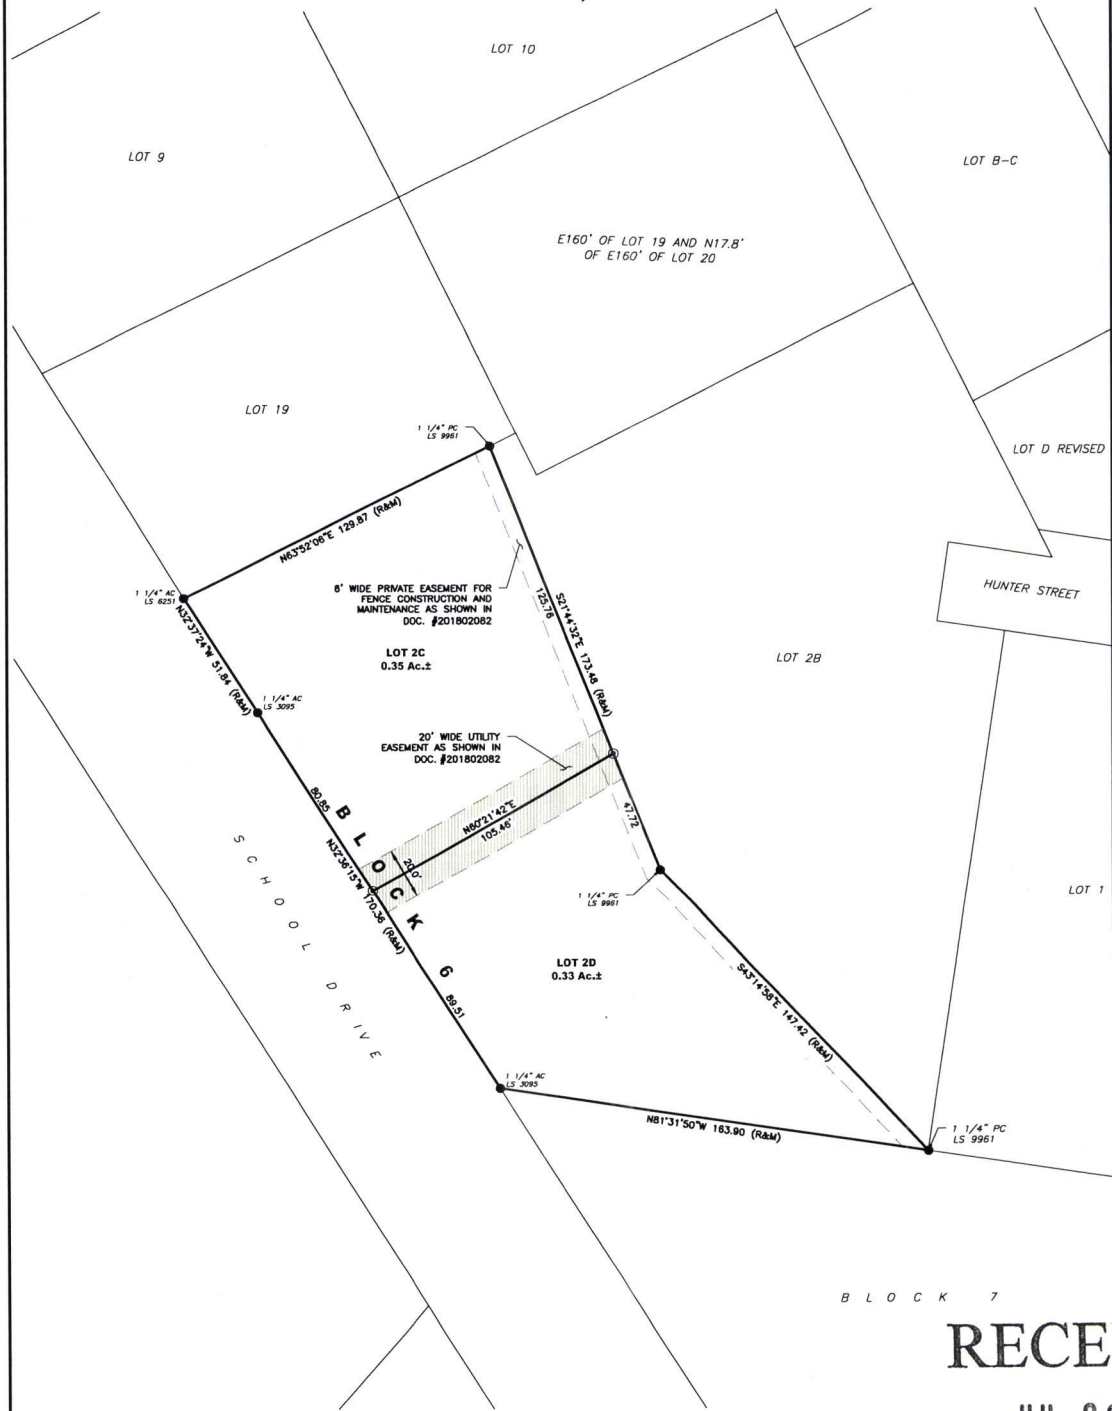 LOT 10
LOT 9
LOT B-C
E160' OF LOT 19 AND N17.8'
OF E160' OF LOT 20
LOT 19
1 1/4" PC
LS 9961
LOT D REVISED
N63°52'06"E 129.87 (R&M)
1 1/4" AC
LS 6251
HUNTER STREET
6' WIDE PRIVATE EASEMENT FOR
FENCE CONSTRUCTION AND
MAINTENANCE AS SHOWN IN
DOC. #201802082
125.76
S21°44'32"E 173.48 (R&M)
N32°37'24"W 51.84 (R&M)
LOT 2C
0.35 Ac.±
LOT 2B
1 1/4" AC
LS 3095
20' WIDE UTILITY
EASEMENT AS SHOWN IN
DOC. #201802082
80.85
BLOCK 6
N60°21'42"E
105.46'
47.72
20.0'
SCHOOL DRIVE
N32°36'15"W 170.36 (R&M)
1 1/4" PC
LS 9961
LOT 1
LOT 2D
0.33 Ac.±
S43°14'58"E 147.42 (R&M)
89.51
1 1/4" AC
LS 3095
N81°31'50"W 163.90 (R&M)
1 1/4" PC
LS 9961
BLOCK 7
RECE